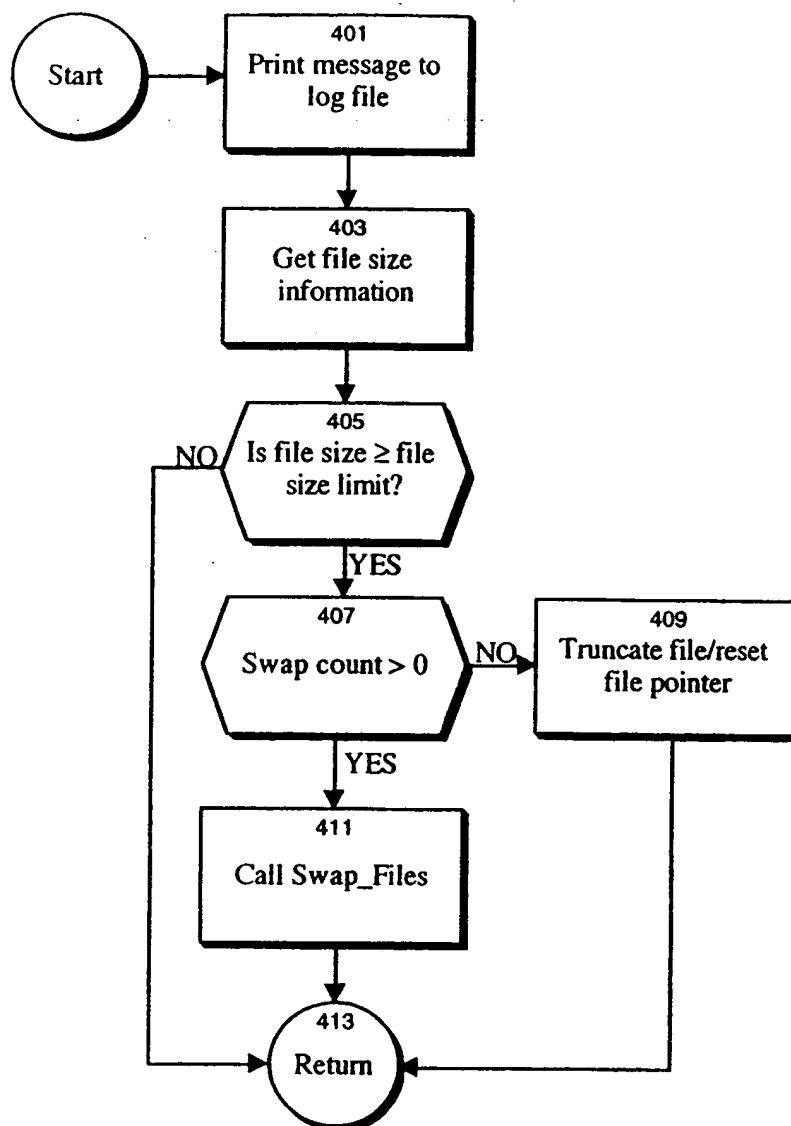 Start
401
Print message to
log file
403
Get file size
information
405
Is file size ≥ file
size limit?
NO
YES
407
Swap count > 0
NO
409
Truncate file/reset
file pointer
YES
411
Call Swap_Files
413
Return